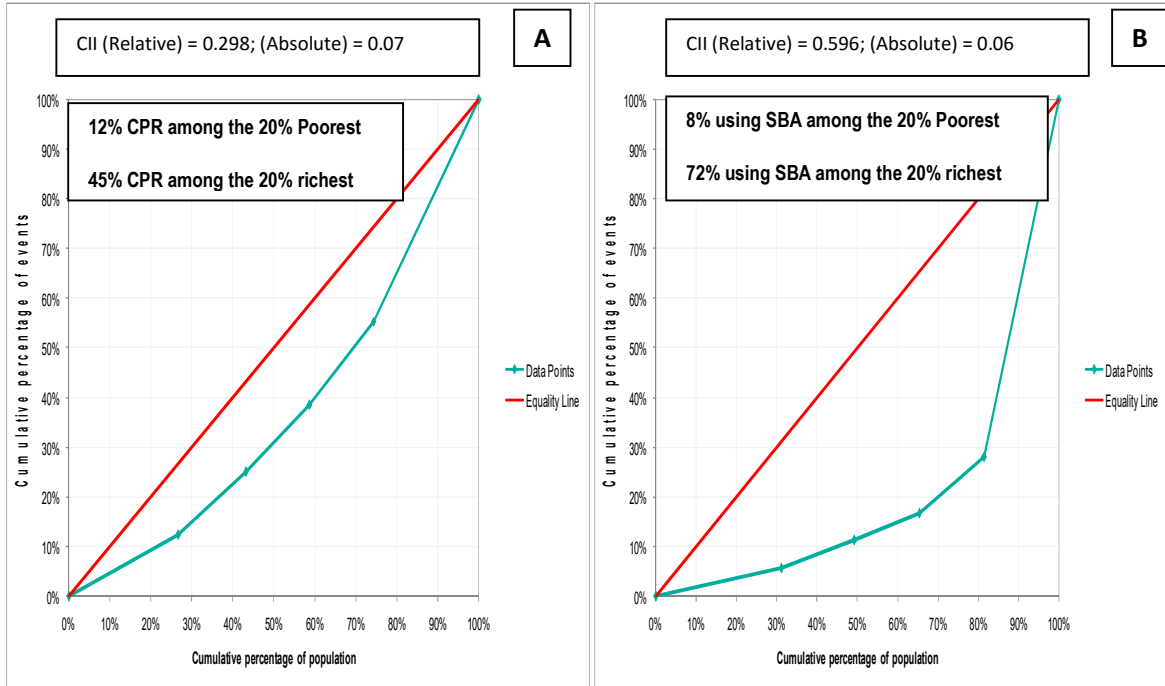 CII (Relative) = 0.298; (Absolute) = 0.07
A
12% CPR among the 20% Poorest
45% CPR among the 20% richest
100%
90%
80%
70%
60%
50%
40%
30%
20%
10%
0%
Cumulative percentage of events
0% 10% 20% 30% 40% 50% 60% 70% 80% 90% 100%
Cumulative percentage of population
Data Points
Equality Line
CII (Relative) = 0.596; (Absolute) = 0.06
B
8% using SBA among the 20% Poorest
72% using SBA among the 20% richest
100%
90%
80%
70%
60%
50%
40%
30%
20%
10%
0%
Cumulative percentage of events
0% 10% 20% 30% 40% 50% 60% 70% 80% 90% 100%
Cumulative percentage of population
Data Points
Equality Line